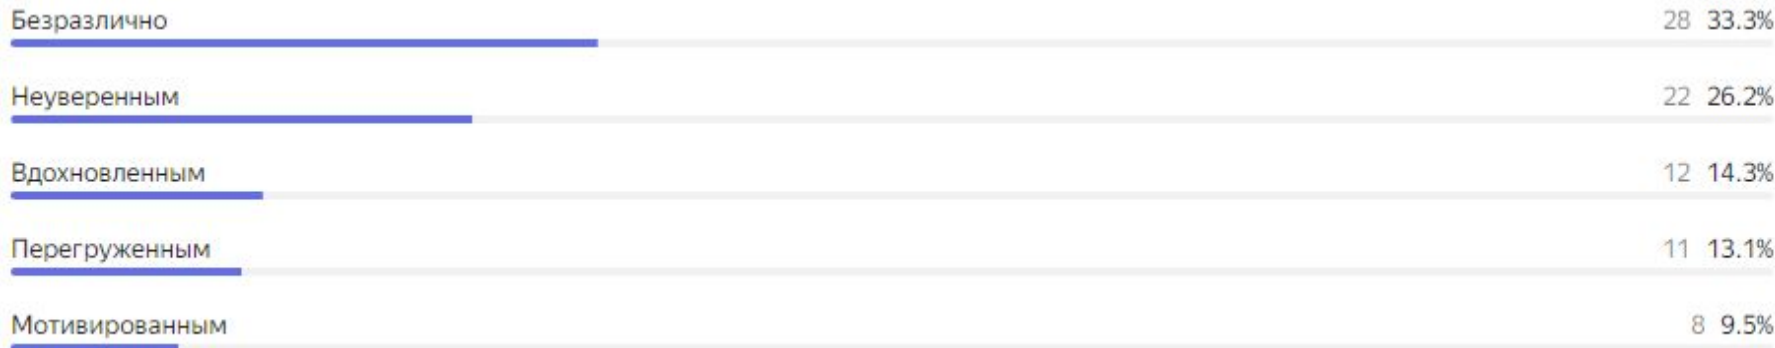 Безразлично 28 33.3%
Неуверенным 22 26.2%
Вдохновленным 12 14.3%
Перегруженным 11 13.1%
Мотивированным 8 9.5%